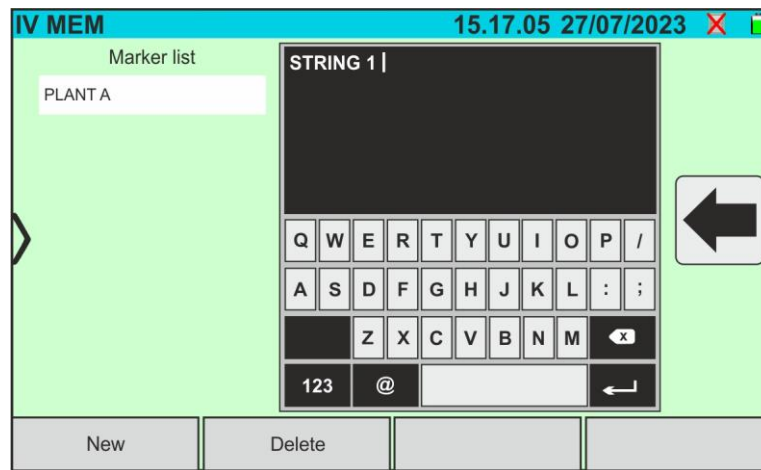 IV MEM 15.17.05 27/07/2023
Marker list
PLANT A
STRING 1
Q W E R T Y U I O P /
A S D F G H J K L : ;
Z X C V B N M x
123 @
New Delete